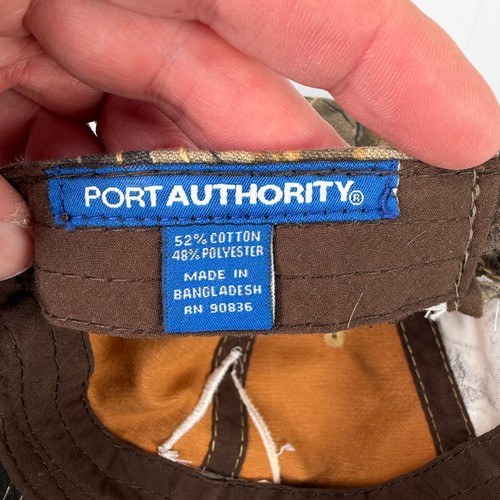 PORT AUTHORITY®
52% COTTON
48% POLYESTER
MADE IN
BANGLADESH
RN 90836